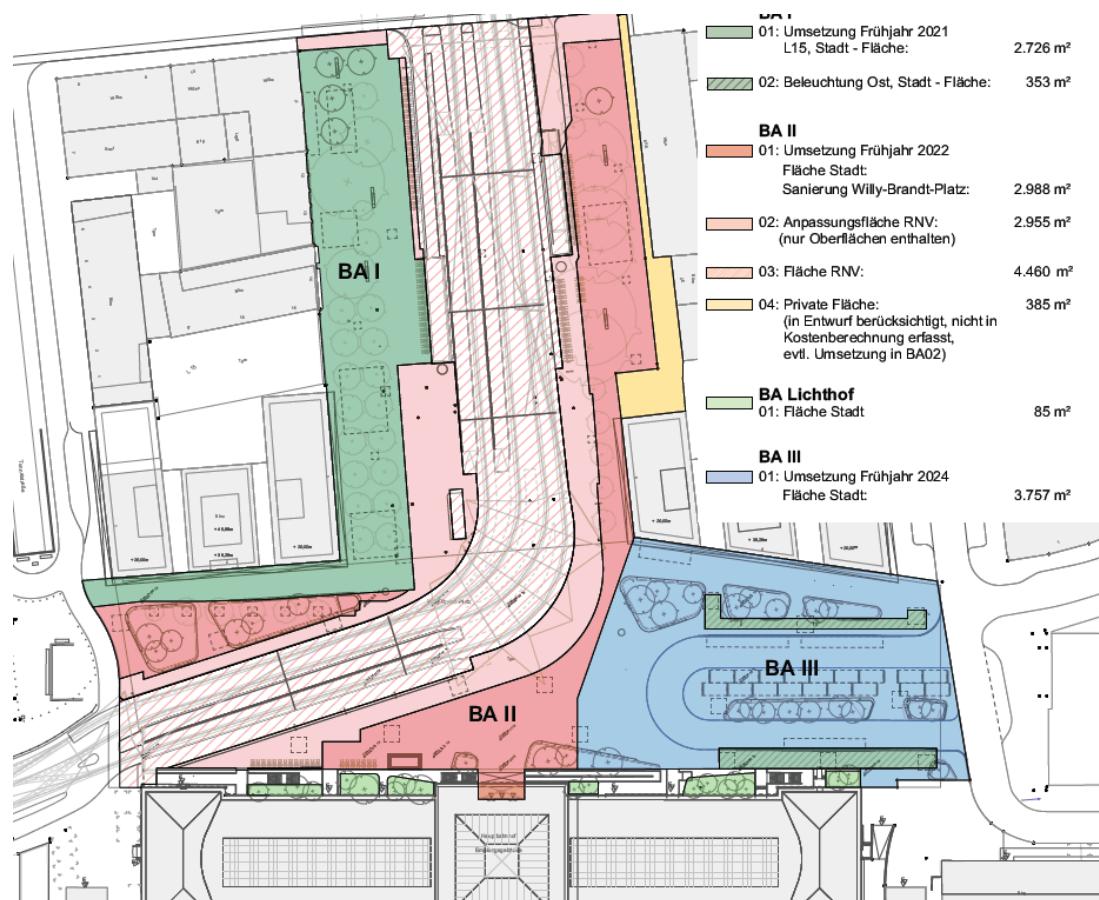 BA I
01: Umsetzung Frühjahr 2021
L15, Stadt - Fläche: 2.726 m²
02: Beleuchtung Ost, Stadt - Fläche: 353 m²
BA II
01: Umsetzung Frühjahr 2022
Fläche Stadt:
Sanierung Willy-Brandt-Platz: 2.988 m²
02: Anpassungsfläche RNV: 2.955 m²
(nur Oberflächen enthalten)
03: Fläche RNV: 4.460 m²
04: Private Fläche: 385 m²
(in Entwurf berücksichtigt, nicht in
Kostenberechnung erfasst,
evtl. Umsetzung in BA02)
BA Lichthof
01: Fläche Stadt 85 m²
BA III
01: Umsetzung Frühjahr 2024
Fläche Stadt: 3.757 m²
BA I
BA III
BA II
L 15
Hauptbahnhof
Empfangsgebäude